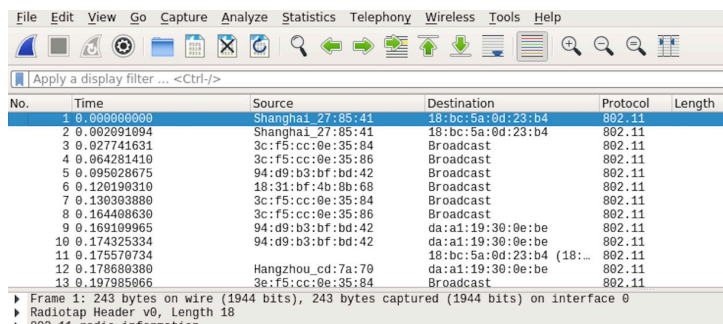 File Edit View Go Capture Analyze Statistics Telephony Wireless Tools Help
Apply a display filter ... <Ctrl-/>
No. Time Source Destination Protocol Length
1 0.000000000 Shanghai_27:85:41 18:bc:5a:0d:23:b4 802.11
2 0.002091094 Shanghai_27:85:41 18:bc:5a:0d:23:b4 802.11
3 0.027741631 3c:f5:cc:0e:35:84 Broadcast 802.11
4 0.064281410 3c:f5:cc:0e:35:86 Broadcast 802.11
5 0.095028675 94:d9:b3:bf:bd:42 Broadcast 802.11
6 0.120190310 18:31:bf:4b:8b:68 Broadcast 802.11
7 0.130303880 3c:f5:cc:0e:35:84 Broadcast 802.11
8 0.164408630 3c:f5:cc:0e:35:86 Broadcast 802.11
9 0.169109965 94:d9:b3:bf:bd:42 da:a1:19:30:0e:be 802.11
10 0.174325334 94:d9:b3:bf:bd:42 da:a1:19:30:0e:be 802.11
11 0.175570734 18:bc:5a:0d:23:b4 (18:… 802.11
12 0.178680380 Hangzhou_cd:7a:70 da:a1:19:30:0e:be 802.11
13 0.197985066 3e:f5:cc:0e:35:84 Broadcast 802.11
Frame 1: 243 bytes on wire (1944 bits), 243 bytes captured (1944 bits) on interface 0
Radiotap Header v0, Length 18